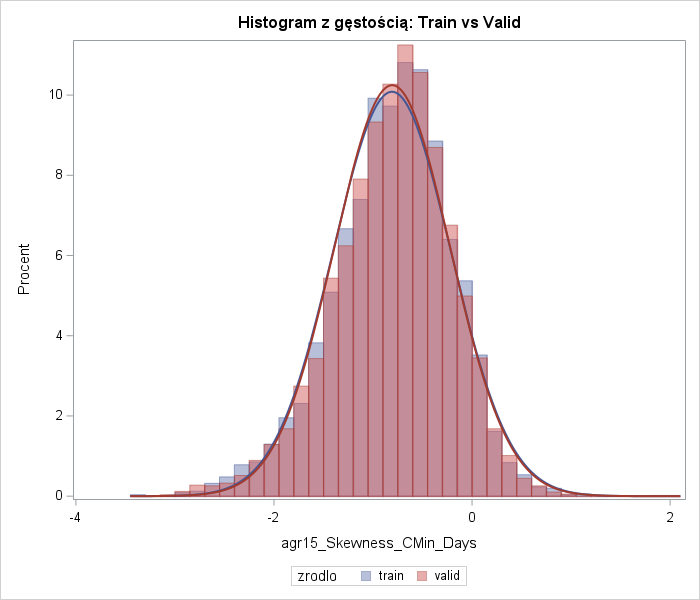 Histogram z gęstością: Train vs Valid
10
8
6
4
2
0
Procent
-4 -2 0 2
agr15_Skewness_CMin_Days
zrodlo train valid